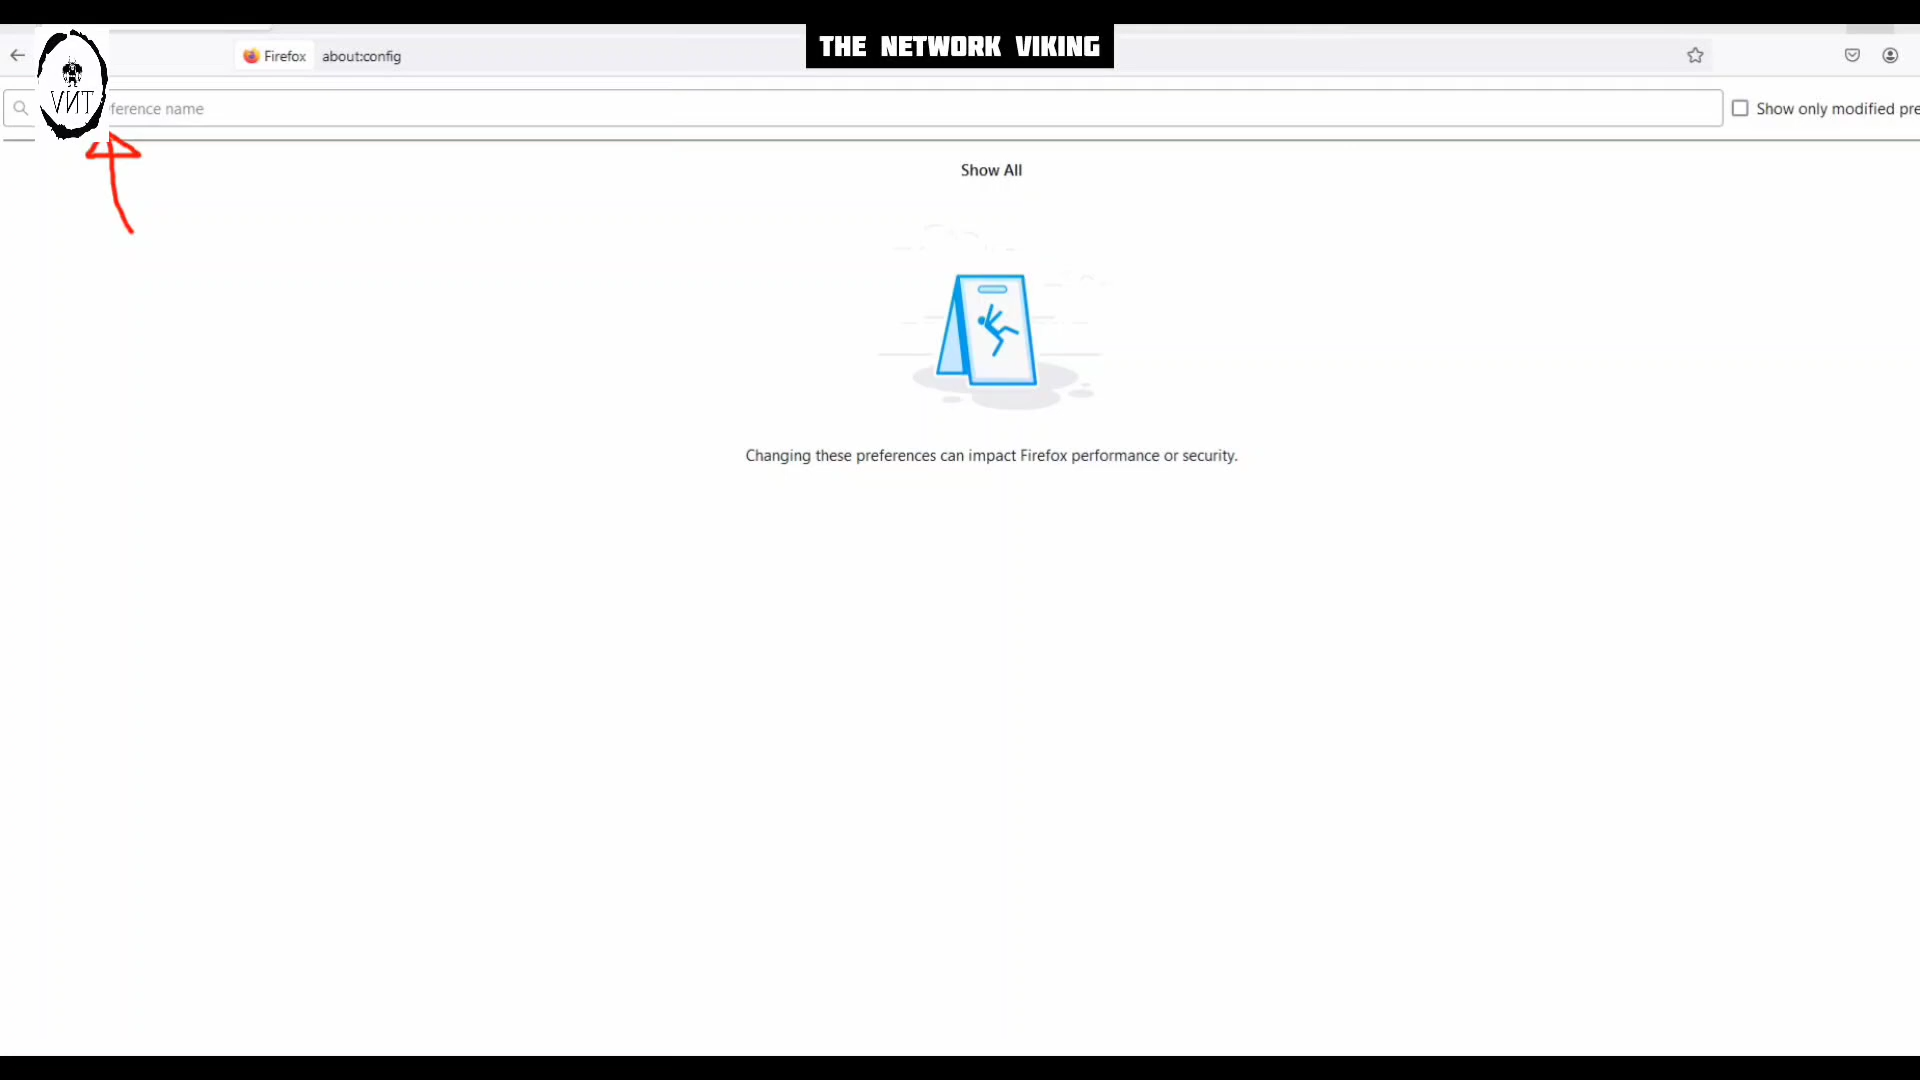 THE NETWORK VIKING
Firefox about:config
VИT
ference name
Show only modified pre
Show All
Changing these preferences can impact Firefox performance or security.